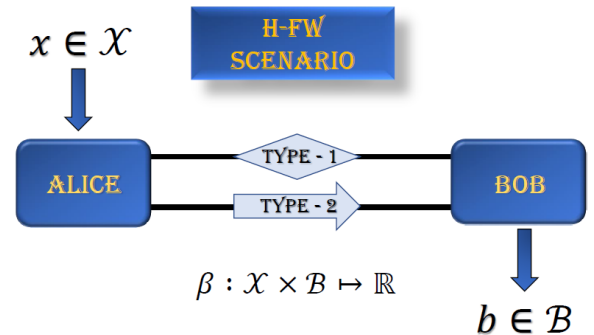 H-FW
SCENARIO
x ∈ 𝒳
TYPE - 1
ALICE
BOB
TYPE - 2
β : 𝒳 × ℬ ↦ ℝ
b ∈ ℬ